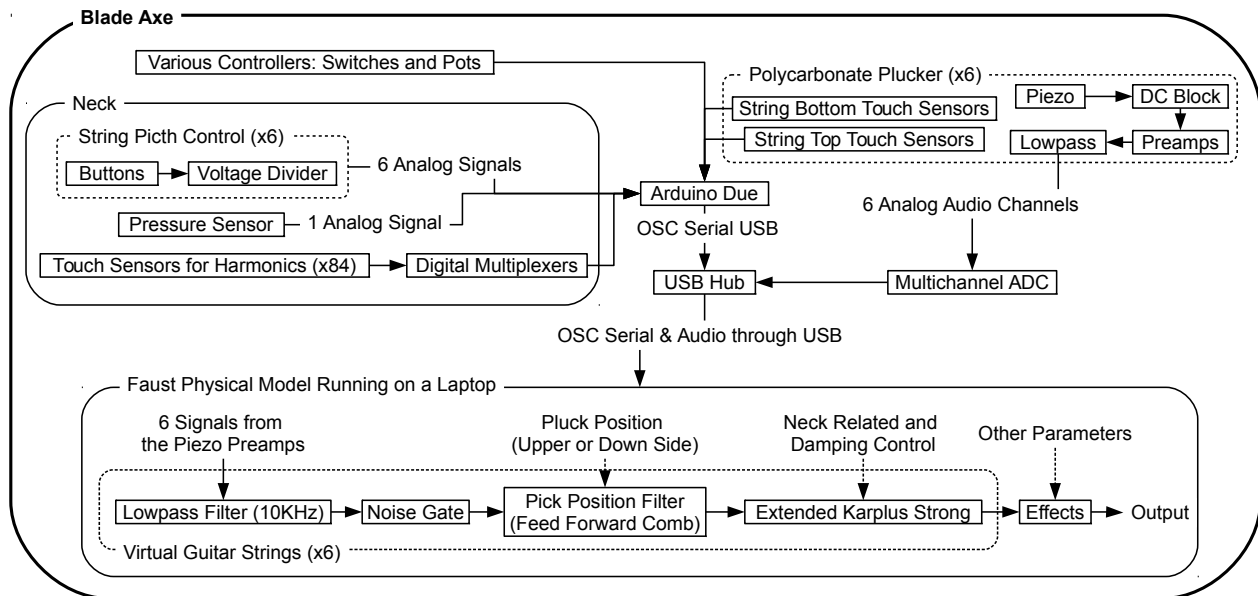 Blade Axe
Various Controllers: Switches and Pots
Polycarbonate Plucker (x6)
String Bottom Touch Sensors
String Top Touch Sensors
Piezo
DC Block
Lowpass
Preamps
Neck
String Picth Control (x6)
Buttons
Voltage Divider
6 Analog Signals
Pressure Sensor
1 Analog Signal
Touch Sensors for Harmonics (x84)
Digital Multiplexers
Arduino Due
OSC Serial USB
6 Analog Audio Channels
USB Hub
Multichannel ADC
OSC Serial & Audio through USB
Faust Physical Model Running on a Laptop
6 Signals from
the Piezo Preamps
Pluck Position
(Upper or Down Side)
Neck Related and
Damping Control
Other Parameters
Lowpass Filter (10KHz)
Noise Gate
Pick Position Filter
(Feed Forward Comb)
Extended Karplus Strong
Effects
Output
Virtual Guitar Strings (x6)